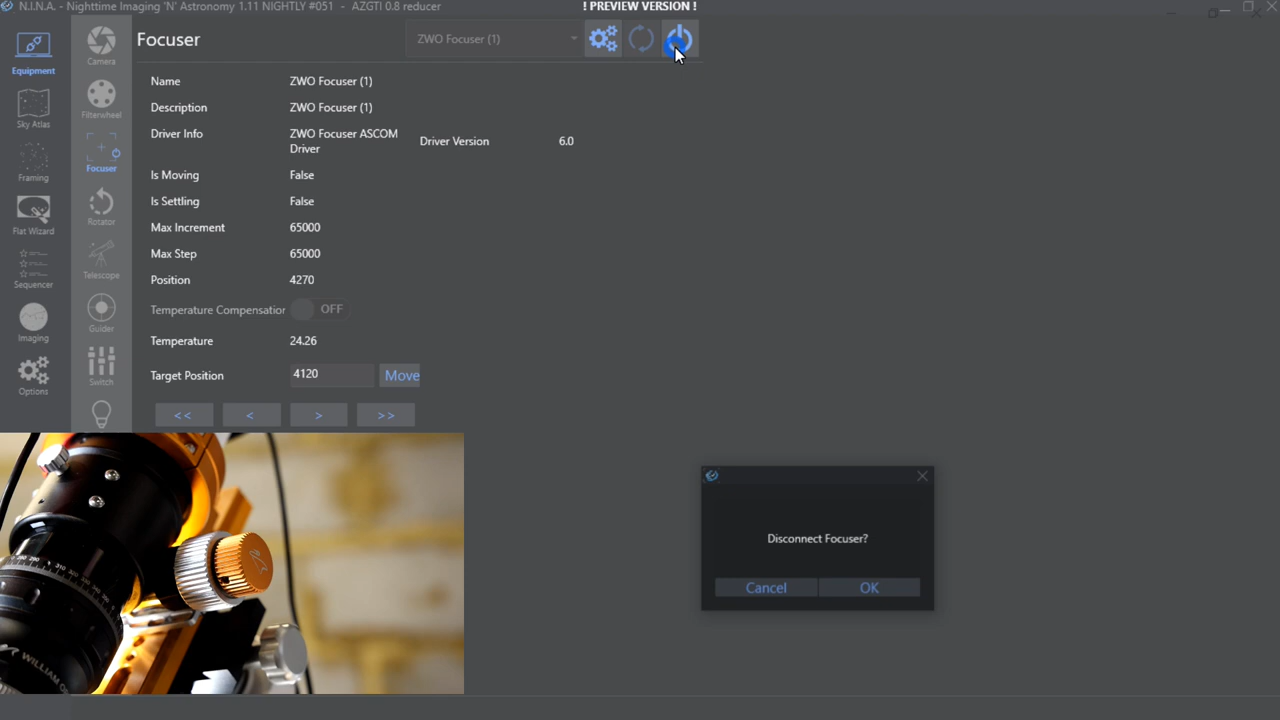 N.I.N.A. - Nighttime Imaging 'N' Astronomy 1.11 NIGHTLY #051 - AZGTI 0.8 reducer
! PREVIEW VERSION !
Equipment
Sky Atlas
Framing
Flat Wizard
Sequencer
Imaging
Options
Camera
Filterwheel
Focuser
Rotator
Telescope
Guider
Switch
Focuser
ZWO Focuser (1)
Name ZWO Focuser (1)
Description ZWO Focuser (1)
Driver Info ZWO Focuser ASCOM Driver
Driver Version 6.0
Is Moving False
Is Settling False
Max Increment 65000
Max Step 65000
Position 4270
Temperature Compensation OFF
Temperature 24.26
Target Position 4120 Move
<< < > >>
Disconnect Focuser?
Cancel OK
WILLIAM O